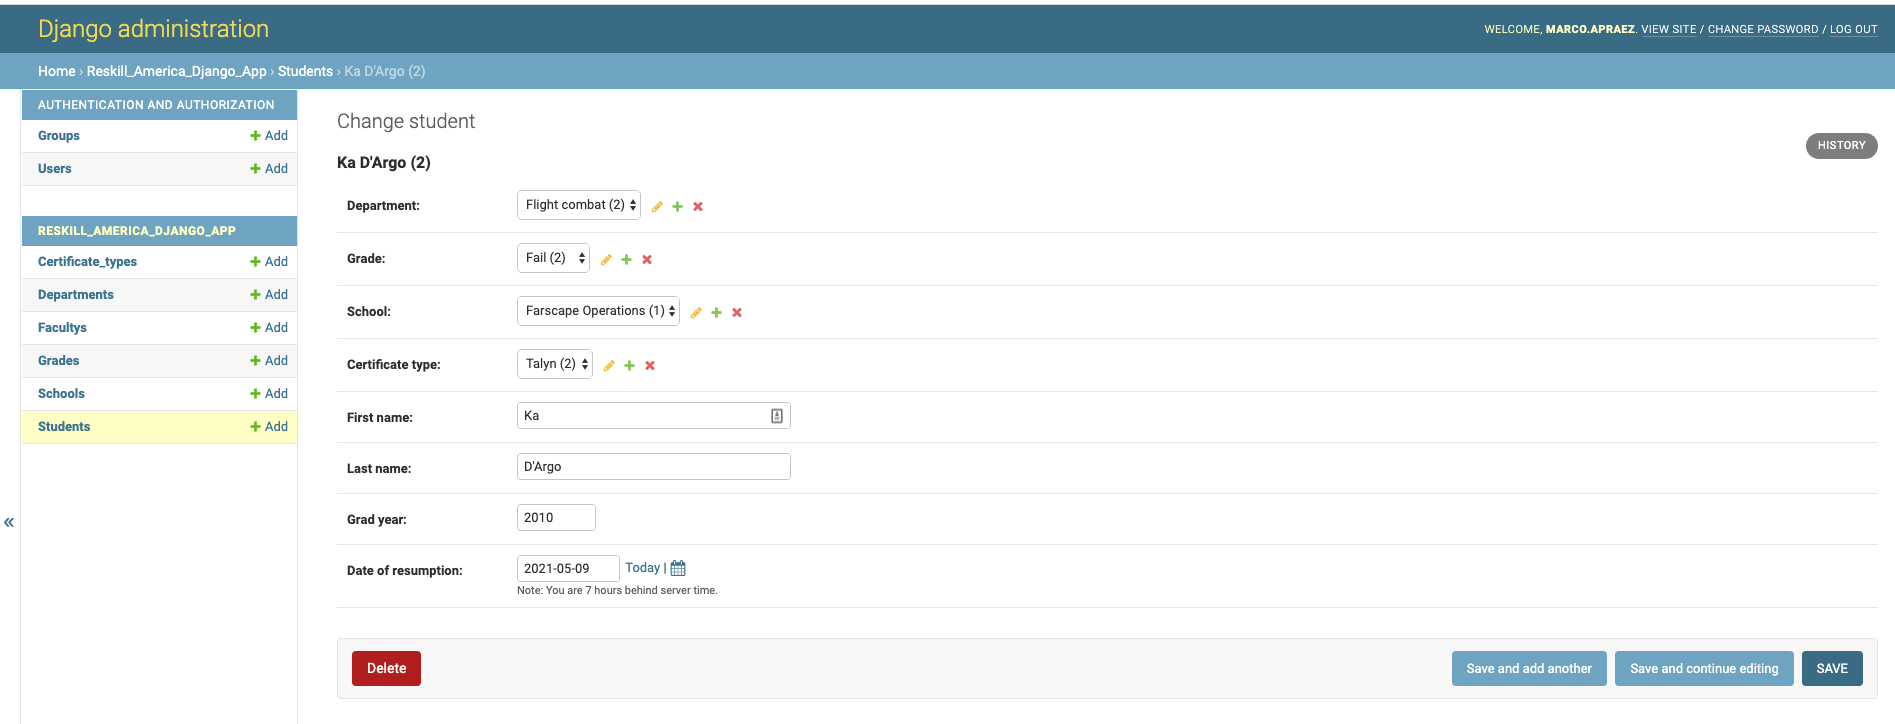 Django administration
WELCOME, MARCO.APRAEZ. VIEW SITE / CHANGE PASSWORD / LOG OUT
Home › Reskill_America_Django_App › Students › Ka D'Argo (2)
AUTHENTICATION AND AUTHORIZATION
Groups + Add
Users + Add
RESKILL_AMERICA_DJANGO_APP
Certificate_types + Add
Departments + Add
Facultys + Add
Grades + Add
Schools + Add
Students + Add
«
Change student
HISTORY
Ka D'Argo (2)
Department: Flight combat (2)
Grade: Fail (2)
School: Farscape Operations (1)
Certificate type: Talyn (2)
First name: Ka
Last name: D'Argo
Grad year: 2010
Date of resumption: 2021-05-09 Today |
Note: You are 7 hours behind server time.
Delete Save and add another Save and continue editing SAVE